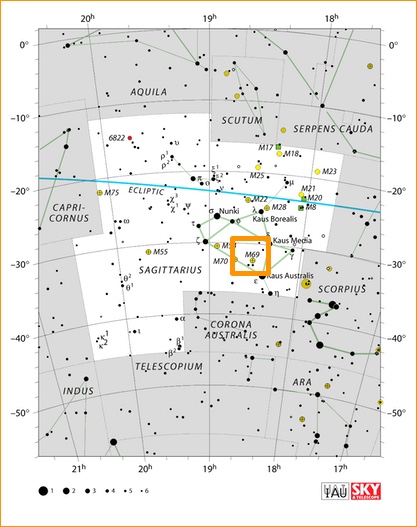 20h 19h 18h
0° 0°
AQUILA
−10° −10°
SCUTUM
SERPENS CAUDA
6822
M17
M18
M23
ECLIPTIC
−20° −20°
M75
M25
M21
M20
M22
M28
M8
CAPRI-
CORNUS
σ Nunki
Kaus Borealis
Kaus Media
−30° −30°
M55
M54
M69
M70
SAGITTARIUS
Kaus Australis
SCORPIUS
CORONA
AUSTRALIS
−40° −40°
TELESCOPIUM
INDUS
ARA
−50° −50°
21h 20h 19h 18h 17h
1 2 3 4 5 6
IAU
SKY
& TELESCOPE